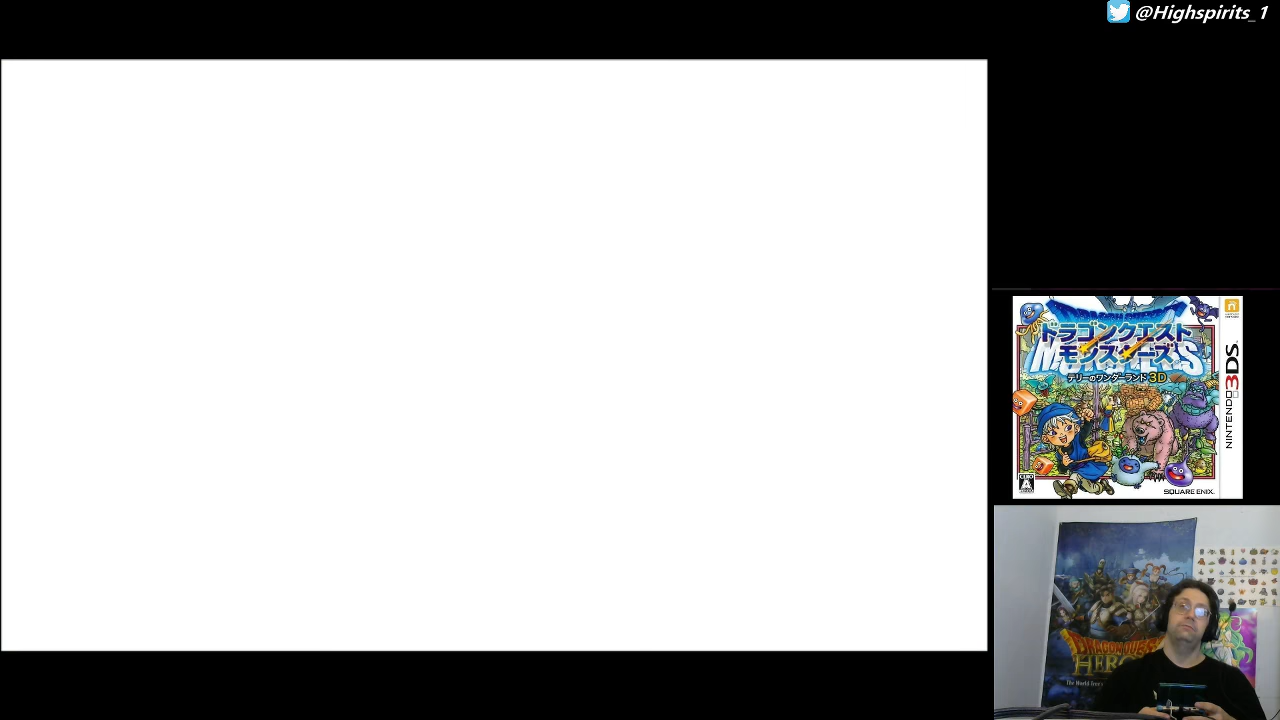 @Highspirits_1
ドラゴンクエスト
モンスターズ
テリーのワンダーランド3D
NINTENDO 3DS
CERO
A
SQUARE ENIX.
DRAGON QUEST
HEROES